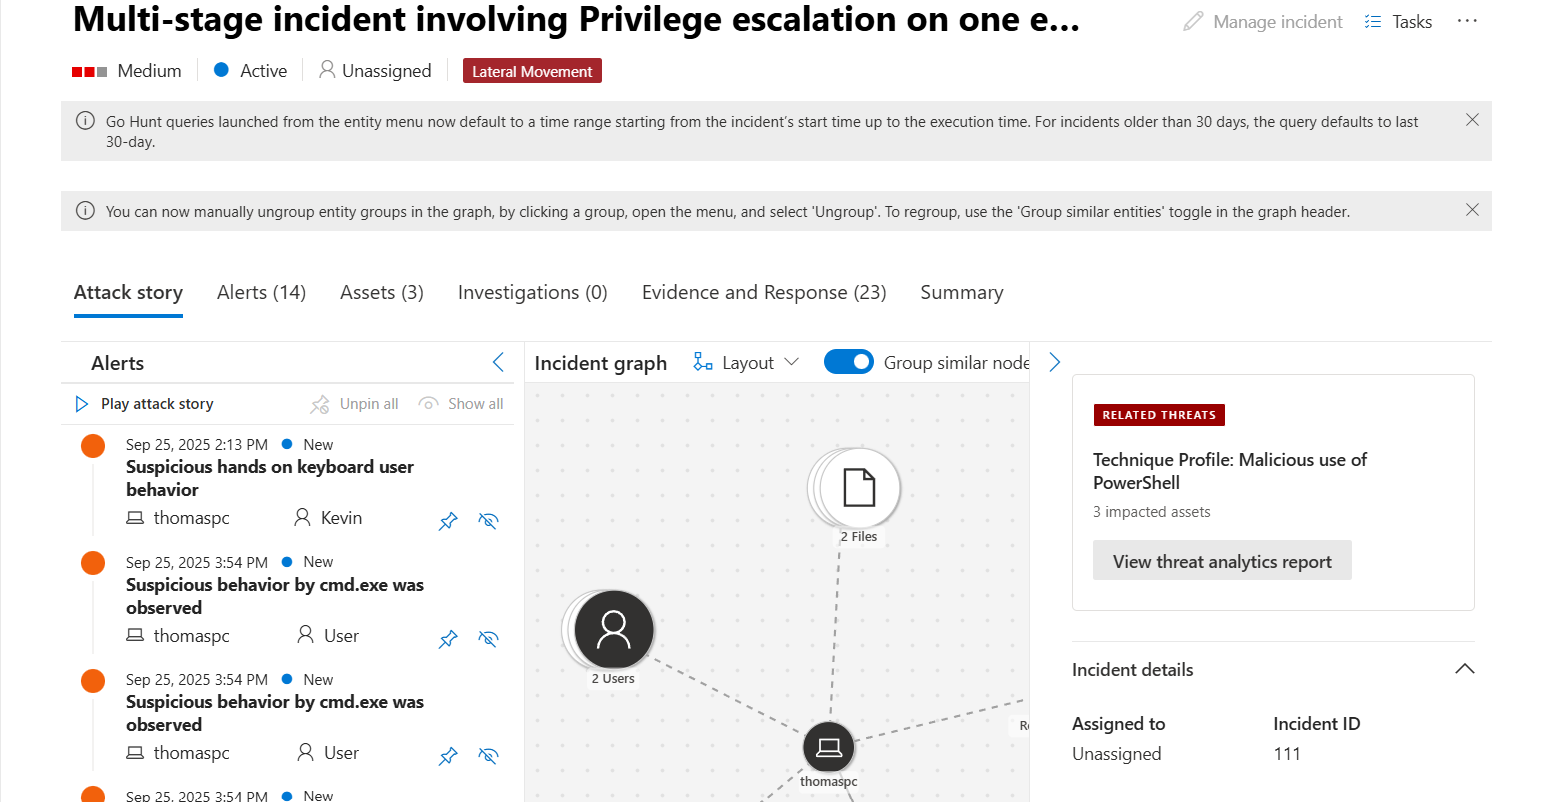 Multi-stage incident involving Privilege escalation on one e...
Manage incident
Tasks
Medium
Active
Unassigned
Lateral Movement
Go Hunt queries launched from the entity menu now default to a time range starting from the incident's start time up to the execution time. For incidents older than 30 days, the query defaults to last
30-day.
You can now manually ungroup entity groups in the graph, by clicking a group, open the menu, and select 'Ungroup'. To regroup, use the 'Group similar entities' toggle in the graph header.
Attack story
Alerts (14)
Assets (3)
Investigations (0)
Evidence and Response (23)
Summary
Alerts
Play attack story
Unpin all
Show all
Sep 25, 2025 2:13 PM
New
Suspicious hands on keyboard user
behavior
thomaspc
Kevin
Sep 25, 2025 3:54 PM
New
Suspicious behavior by cmd.exe was
observed
thomaspc
User
Sep 25, 2025 3:54 PM
New
Suspicious behavior by cmd.exe was
observed
thomaspc
User
Sep 25, 2025 3:54 PM
New
Incident graph
Layout
Group similar node
2 Files
2 Users
thomaspc
RELATED THREATS
Technique Profile: Malicious use of
PowerShell
3 impacted assets
View threat analytics report
Incident details
Assigned to
Unassigned
Incident ID
111